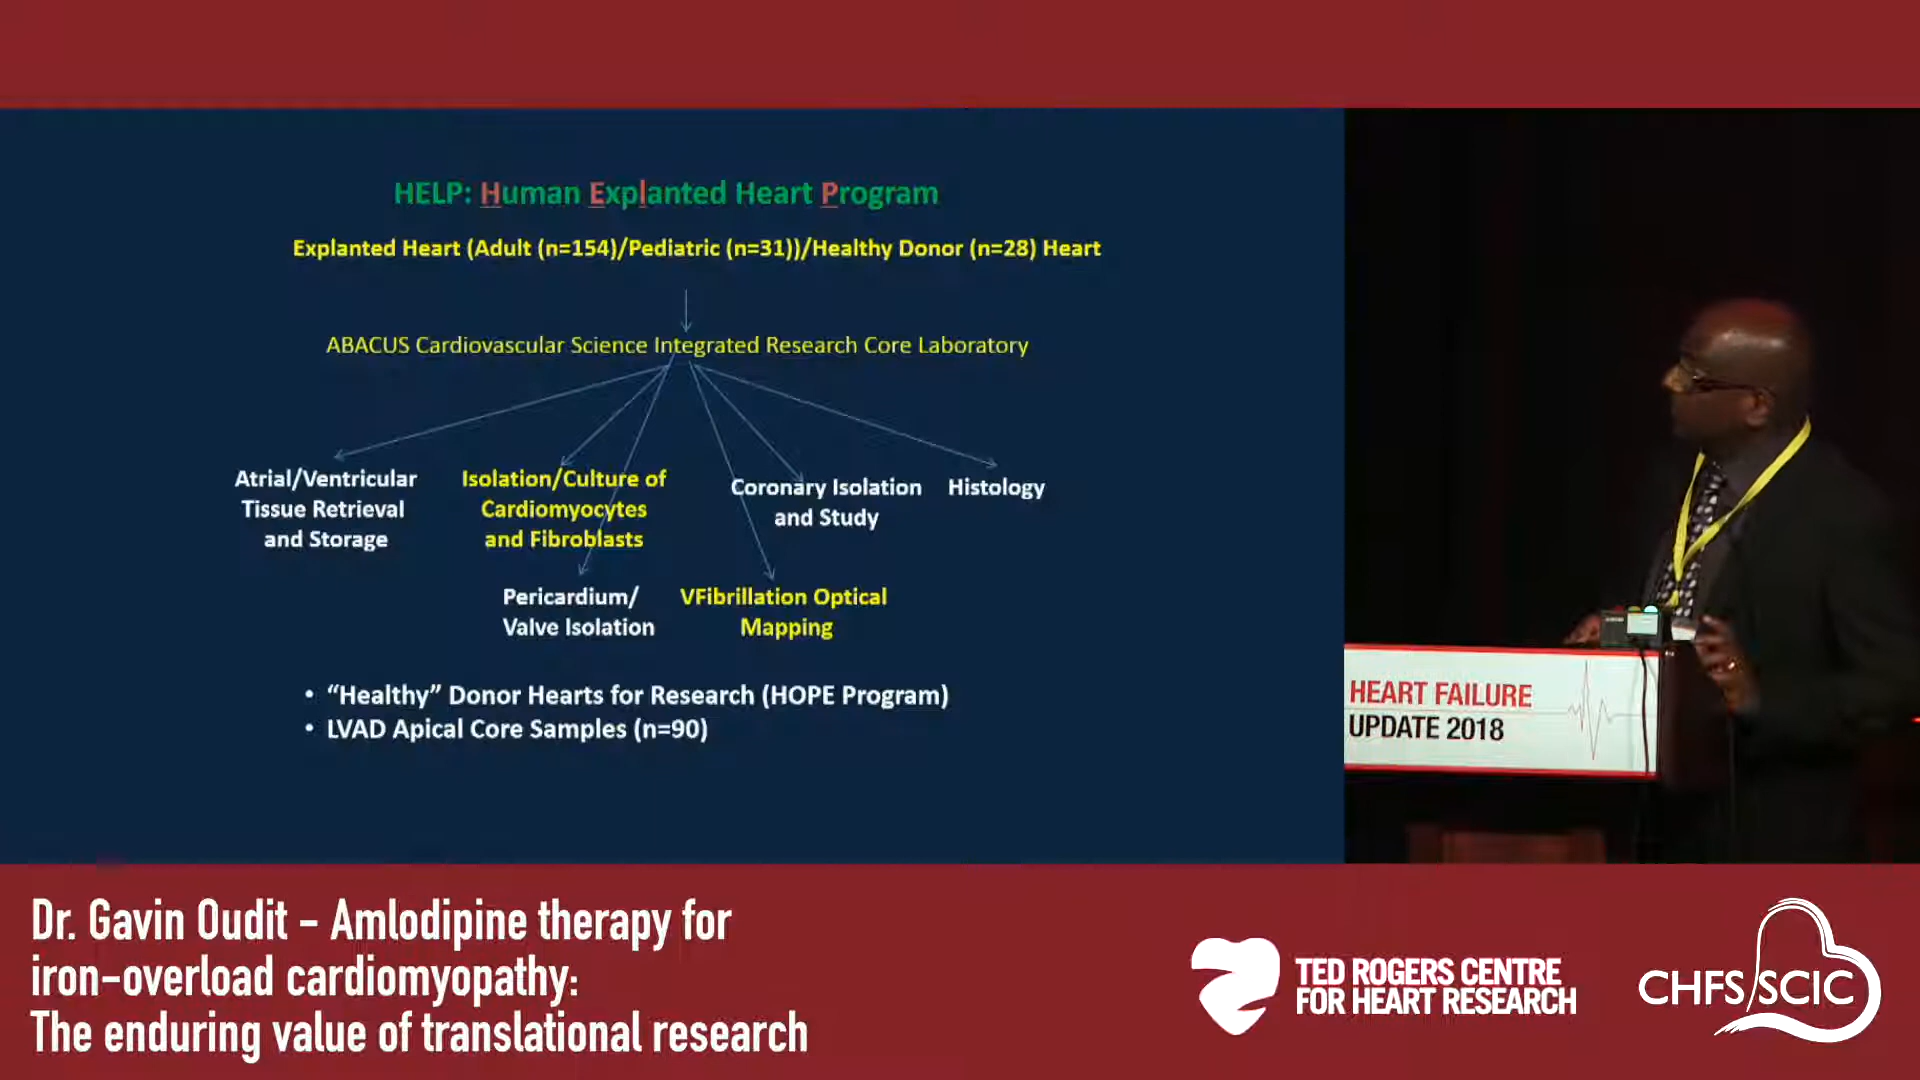 HELP: Human Explanted Heart Program
Explanted Heart (Adult (n=154)/Pediatric (n=31))/Healthy Donor (n=28) Heart
ABACUS Cardiovascular Science Integrated Research Core Laboratory
Atrial/Ventricular
Tissue Retrieval
and Storage
Isolation/Culture of
Cardiomyocytes
and Fibroblasts
Coronary Isolation
and Study
Histology
Pericardium/
Valve Isolation
VFibrillation Optical
Mapping
• “Healthy” Donor Hearts for Research (HOPE Program)
• LVAD Apical Core Samples (n=90)
HEART FAILURE
UPDATE 2018
Dr. Gavin Oudit - Amlodipine therapy for
iron-overload cardiomyopathy:
The enduring value of translational research
TED ROGERS CENTRE
FOR HEART RESEARCH
CHFS/SCIC